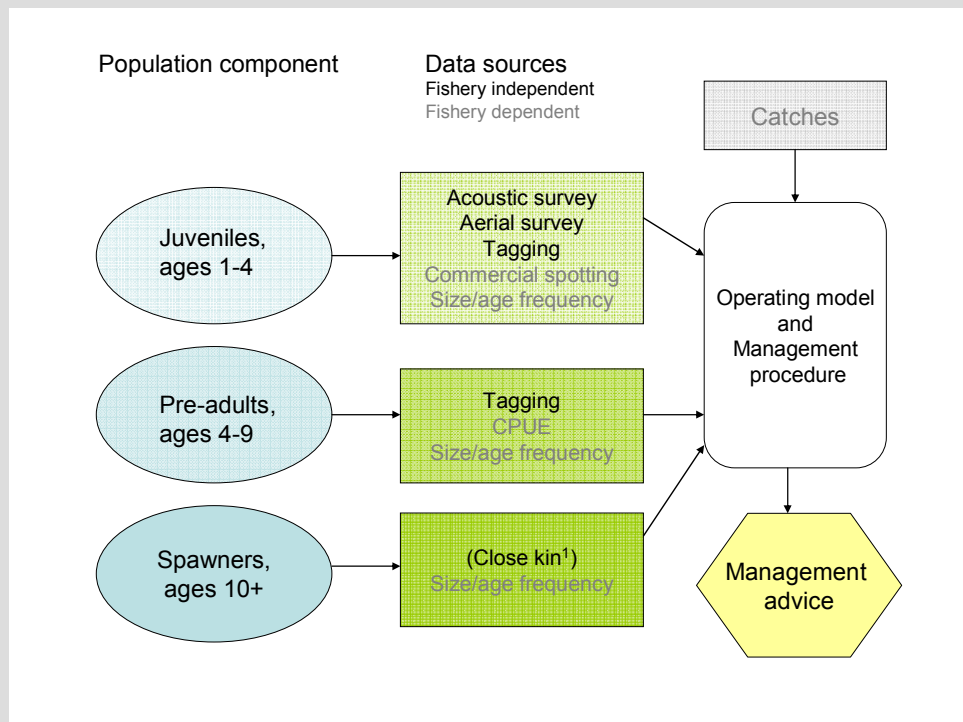 Population component
Data sources
Fishery independent
Fishery dependent
Catches
Juveniles,
ages 1-4
Acoustic survey
Aerial survey
Tagging
Commercial spotting
Size/age frequency
Operating model
and
Management
procedure
Pre-adults,
ages 4-9
Tagging
CPUE
Size/age frequency
Spawners,
ages 10+
(Close kin¹)
Size/age frequency
Management
advice